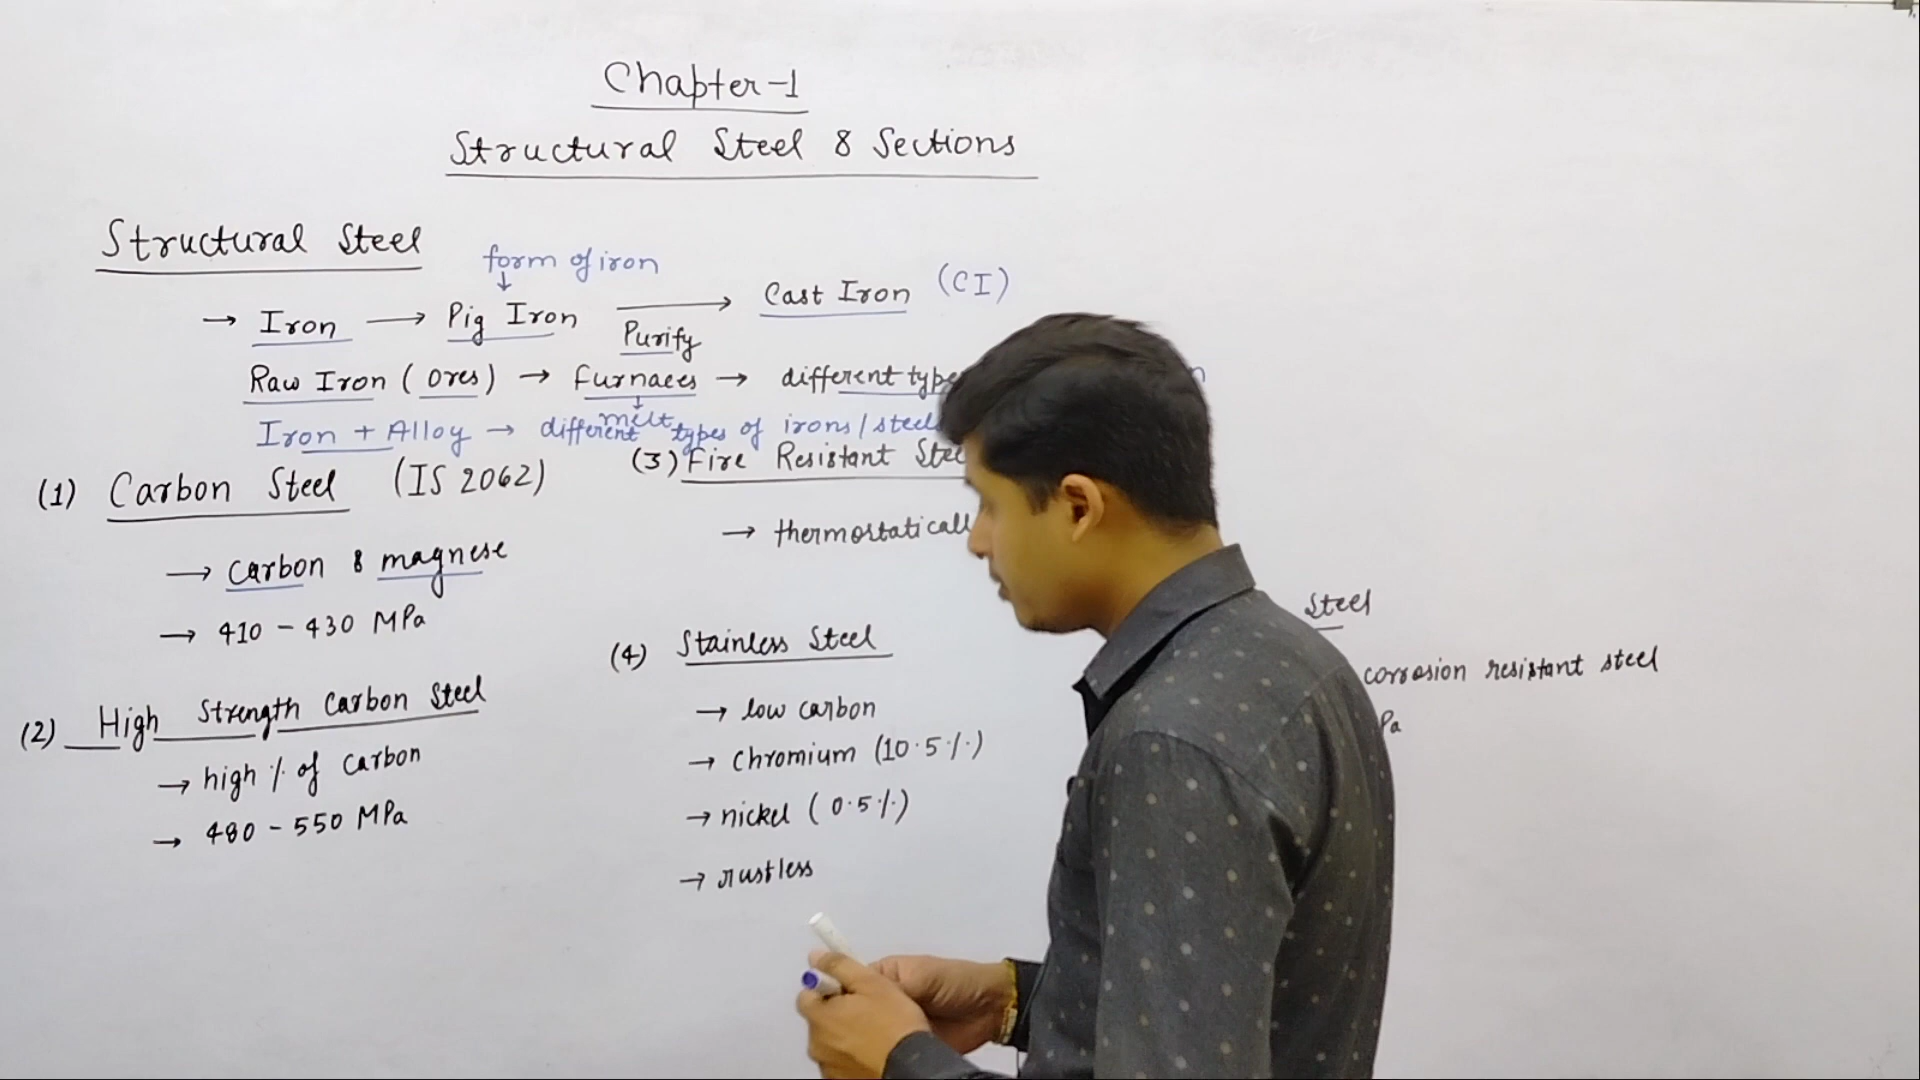 Chapter-1
Structural Steel & Sections
Structural Steel
form of iron
→ Iron → Pig Iron → Cast Iron (CI)
Purify
Raw Iron (Ores) → Furnaces → different type
melt
Iron + Alloy → different types of irons/steel
(1) Carbon Steel (IS 2062)
→ Carbon & magnese
→ 410 - 430 MPa
(2) High Strength Carbon Steel
→ high % of Carbon
→ 480 - 550 MPa
(3) Fire Resistant Stee
→ thermostaticall
(4) Stainless Steel
→ low carbon
→ chromium (10.5%)
→ nickel (0.5%)
→ rustless
Steel
corrosion resistant steel
Pa